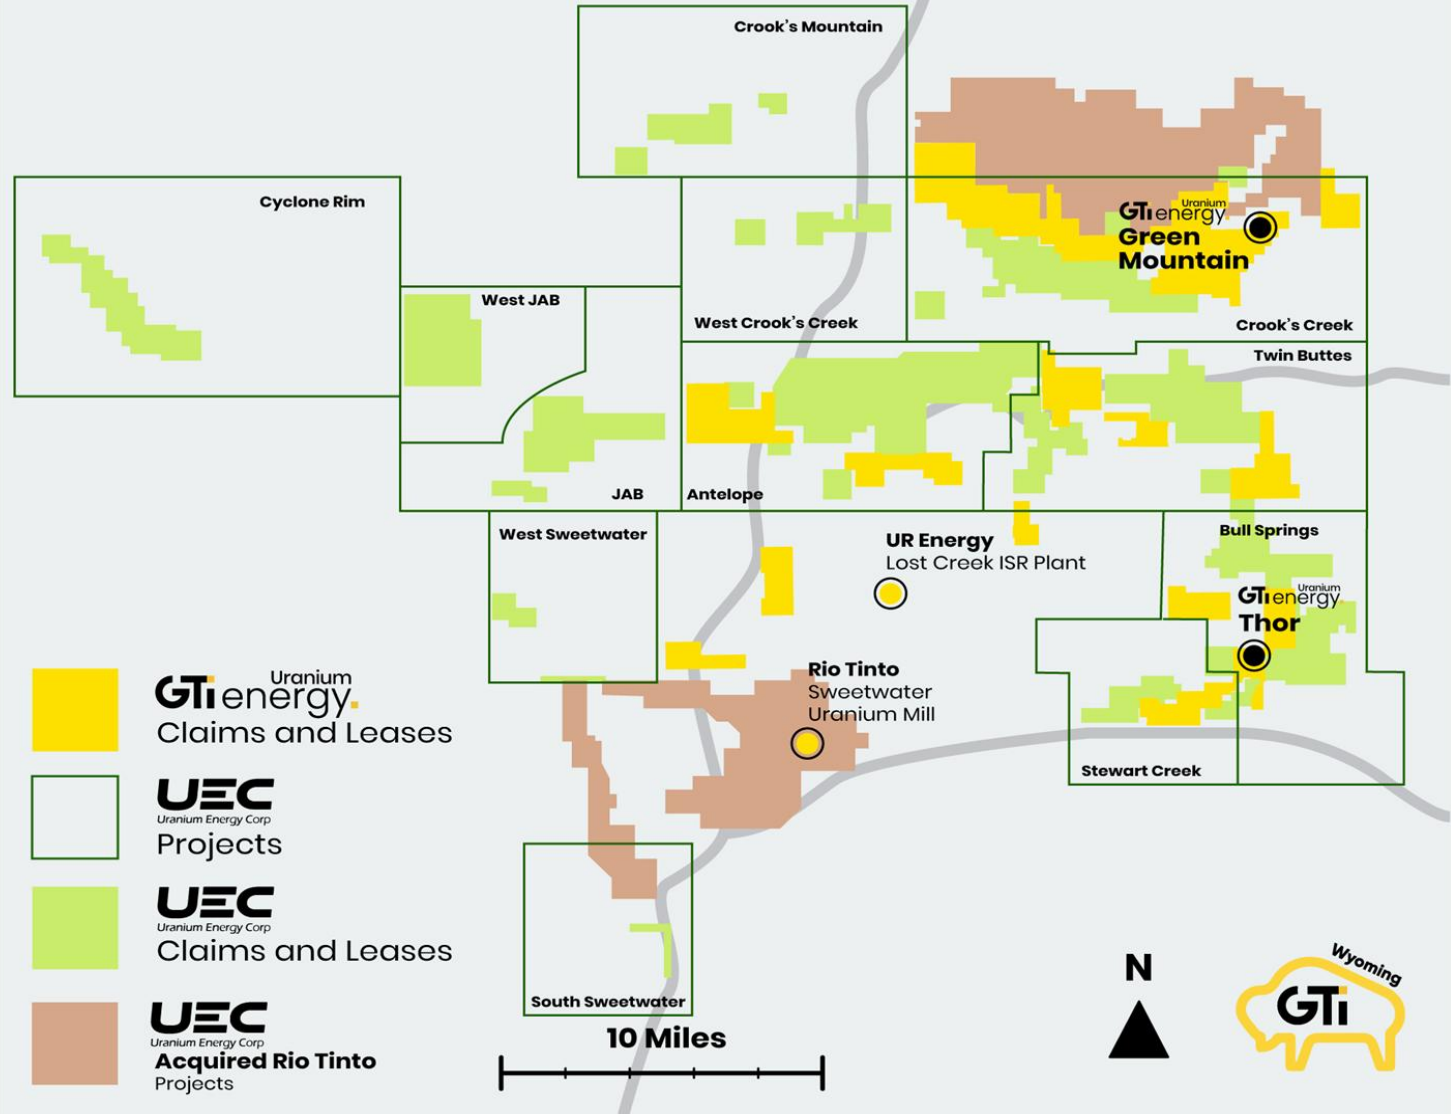 Crook's Mountain
Cyclone Rim
Uranium
GTi energy
Green
Mountain
West JAB
West Crook's Creek
Crook's Creek
Twin Buttes
JAB
Antelope
West Sweetwater
Bull Springs
UR Energy
Lost Creek ISR Plant
Uranium
GTi energy
Thor
Rio Tinto
Sweetwater
Uranium Mill
Stewart Creek
South Sweetwater
Uranium
GTi energy.
Claims and Leases
UEC
Uranium Energy Corp
Projects
UEC
Uranium Energy Corp
Claims and Leases
UEC
Uranium Energy Corp
Acquired Rio Tinto
Projects
10 Miles
N
Wyoming
GTi